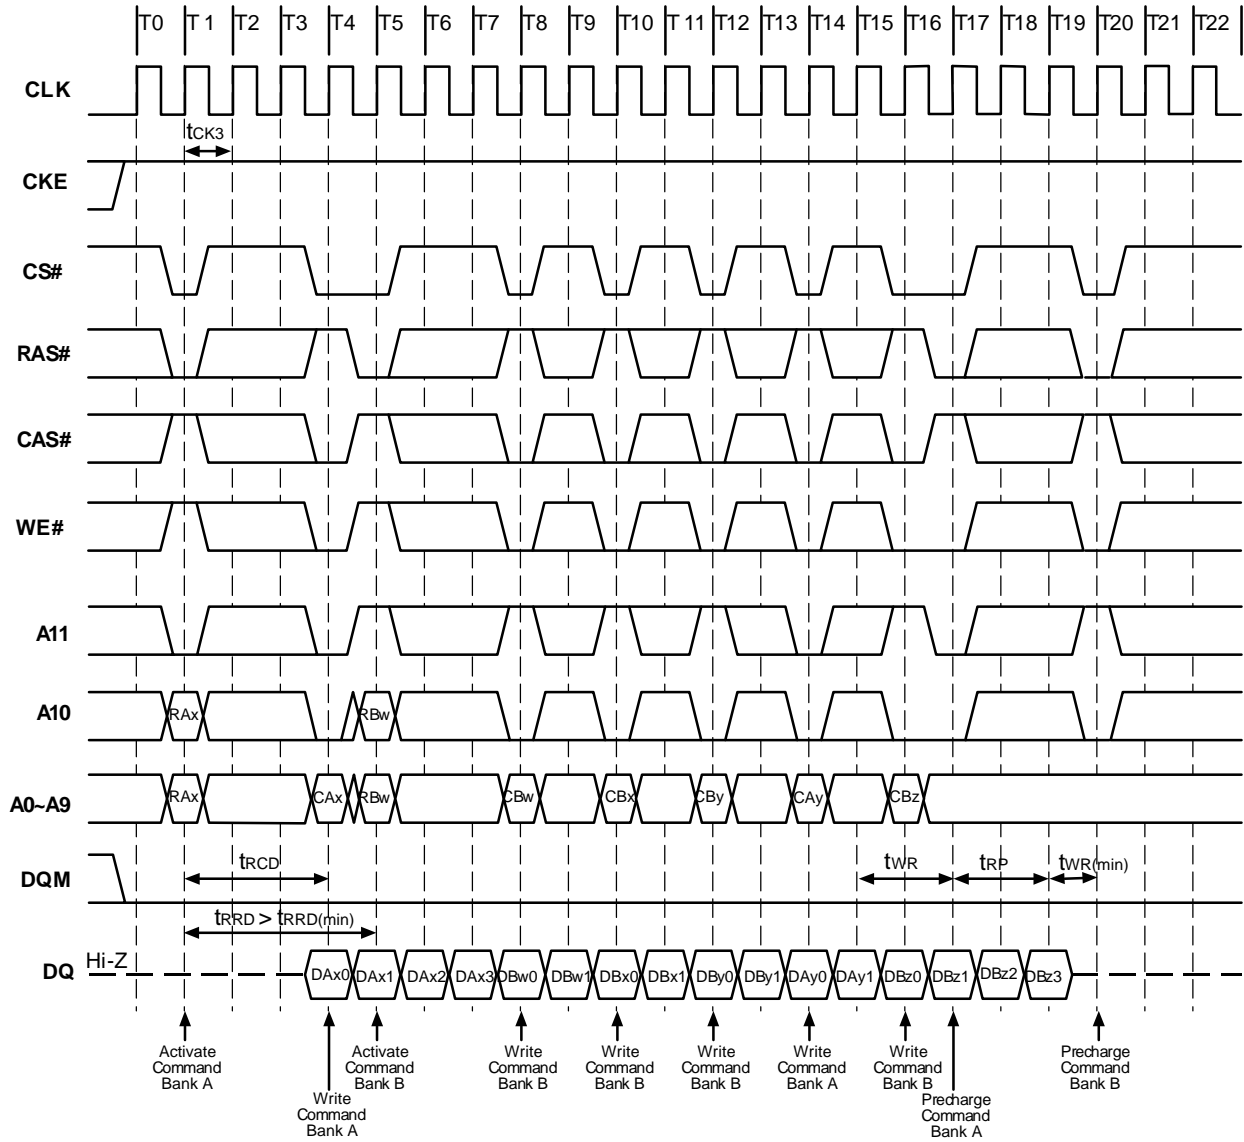 T0 T 1 T2 T3 T4 T5 T6 T7 T8 T9 T10 T 11 T12 T13 T14 T15 T16 T17 T18 T19 T20 T21 T22
CLK
tCK3
CKE
CS#
RAS#
CAS#
WE#
A11
A10
RAx RBw
A0~A9
RAx CAx RBw CBw CBx CBy CAy CBz
DQM
tRCD tWR tRP tWR(min)
tRRD > tRRD(min)
DQ
Hi-Z
DAx0 DAx1 DAx2 DAx3 DBw0 DBw1 DBx0 DBx1 DBy0 DBy1 DAy0 DAy1 DBz0 DBz1 DBz2 DBz3
Activate
Command
Bank A
Write
Command
Bank A
Activate
Command
Bank B
Write
Command
Bank B
Write
Command
Bank B
Write
Command
Bank B
Write
Command
Bank A
Write
Command
Bank B
Precharge
Command
Bank A
Precharge
Command
Bank B